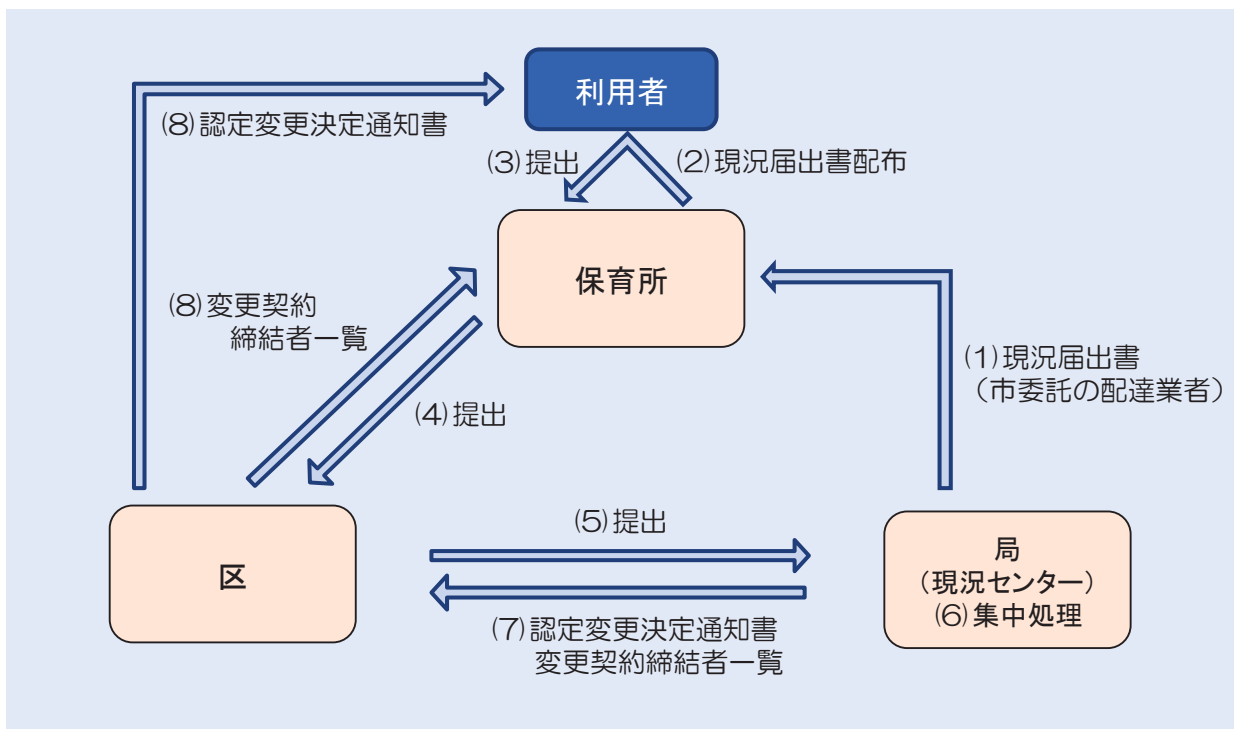 利用者
(8)認定変更決定通知書
(3)提出
(2)現況届出書配布
保育所
(8)変更契約
締結者一覧
(1)現況届出書
(市委託の配達業者)
(4)提出
(5)提出
区
局
(現況センター)
(6)集中処理
(7)認定変更決定通知書
変更契約締結者一覧